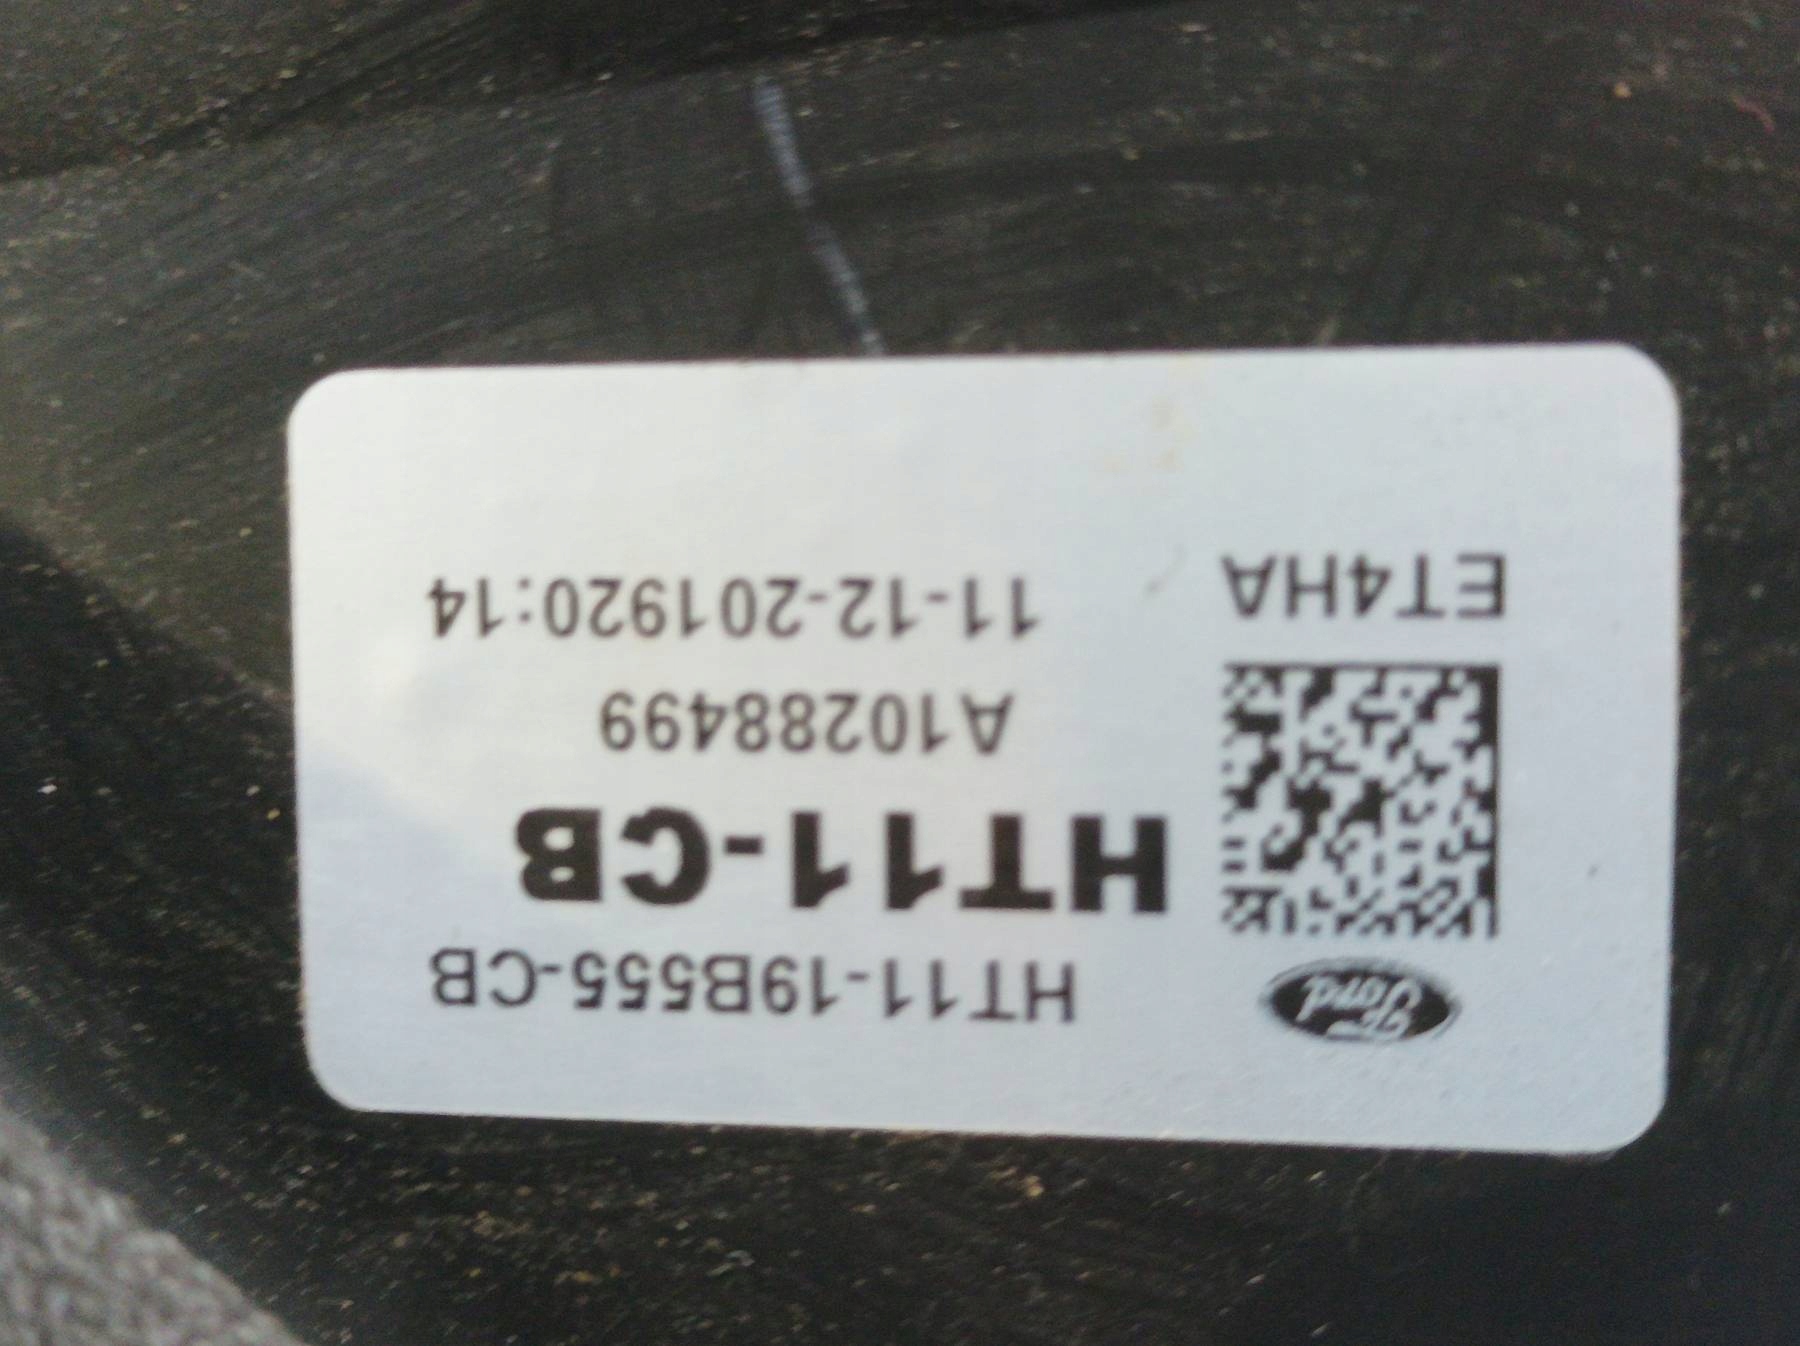 Ford
HT11-19B555-CB
HT11-CB
A10288499
11-12-201920:14
ET4HA